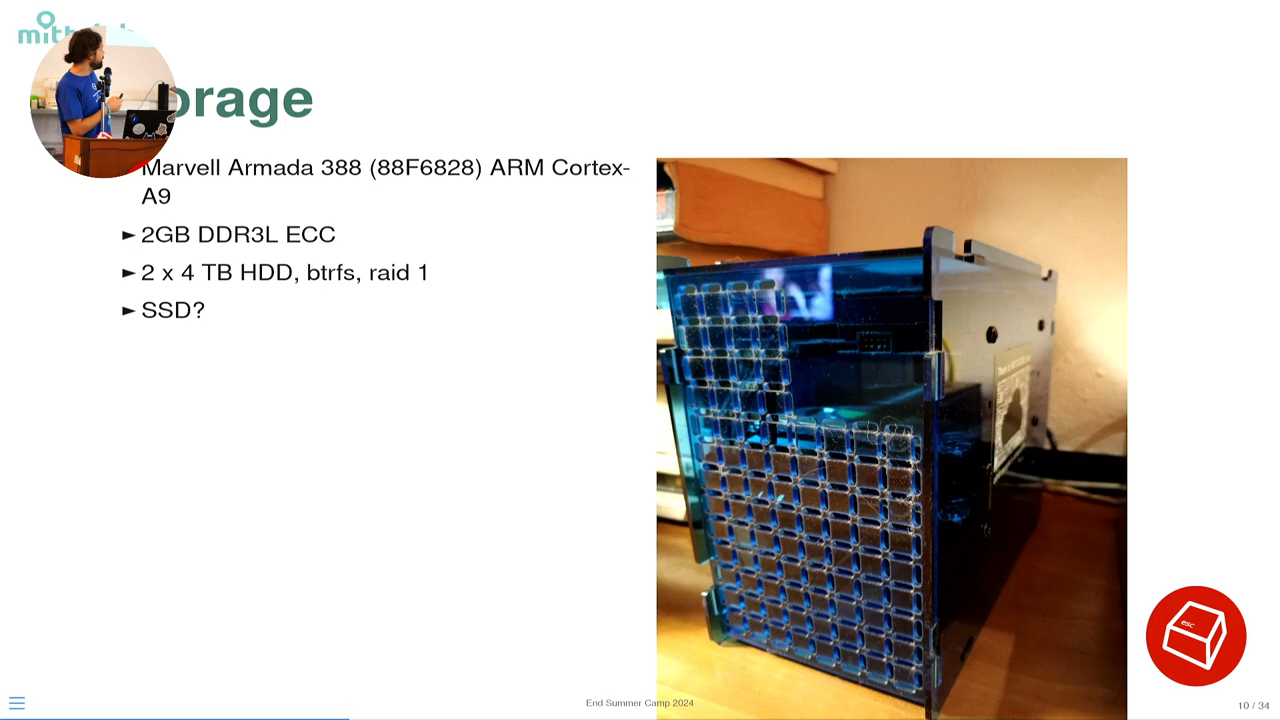 orage
Marvell Armada 388 (88F6828) ARM Cortex-
A9
► 2GB DDR3L ECC
► 2 x 4 TB HDD, btrfs, raid 1
► SSD?
esc
End Summer Camp 2024
10 / 34